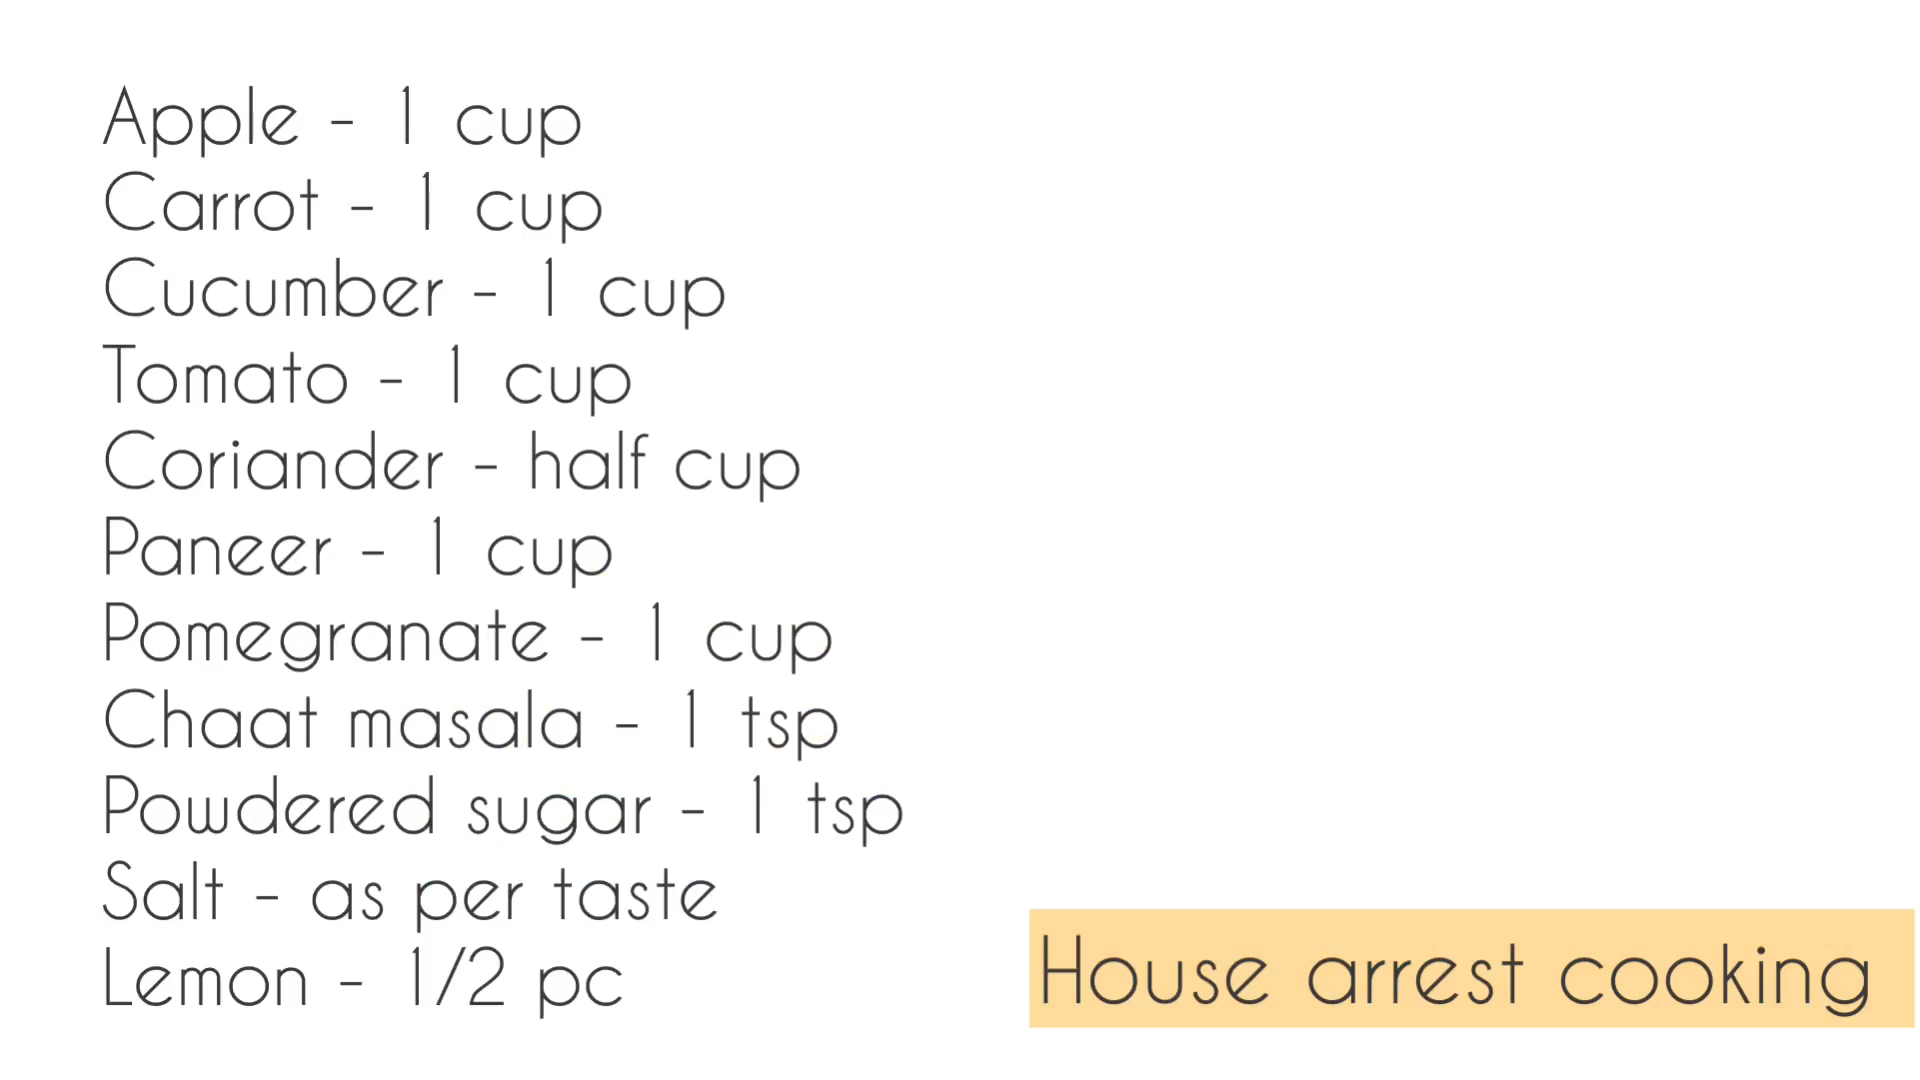 Apple - 1 cup
Carrot - 1 cup
Cucumber - 1 cup
Tomato - 1 cup
Coriander - half cup
Paneer - 1 cup
Pomegranate - 1 cup
Chaat masala - 1 tsp
Powdered sugar - 1 tsp
Salt - as per taste
Lemon - 1/2 pc
House arrest cooking